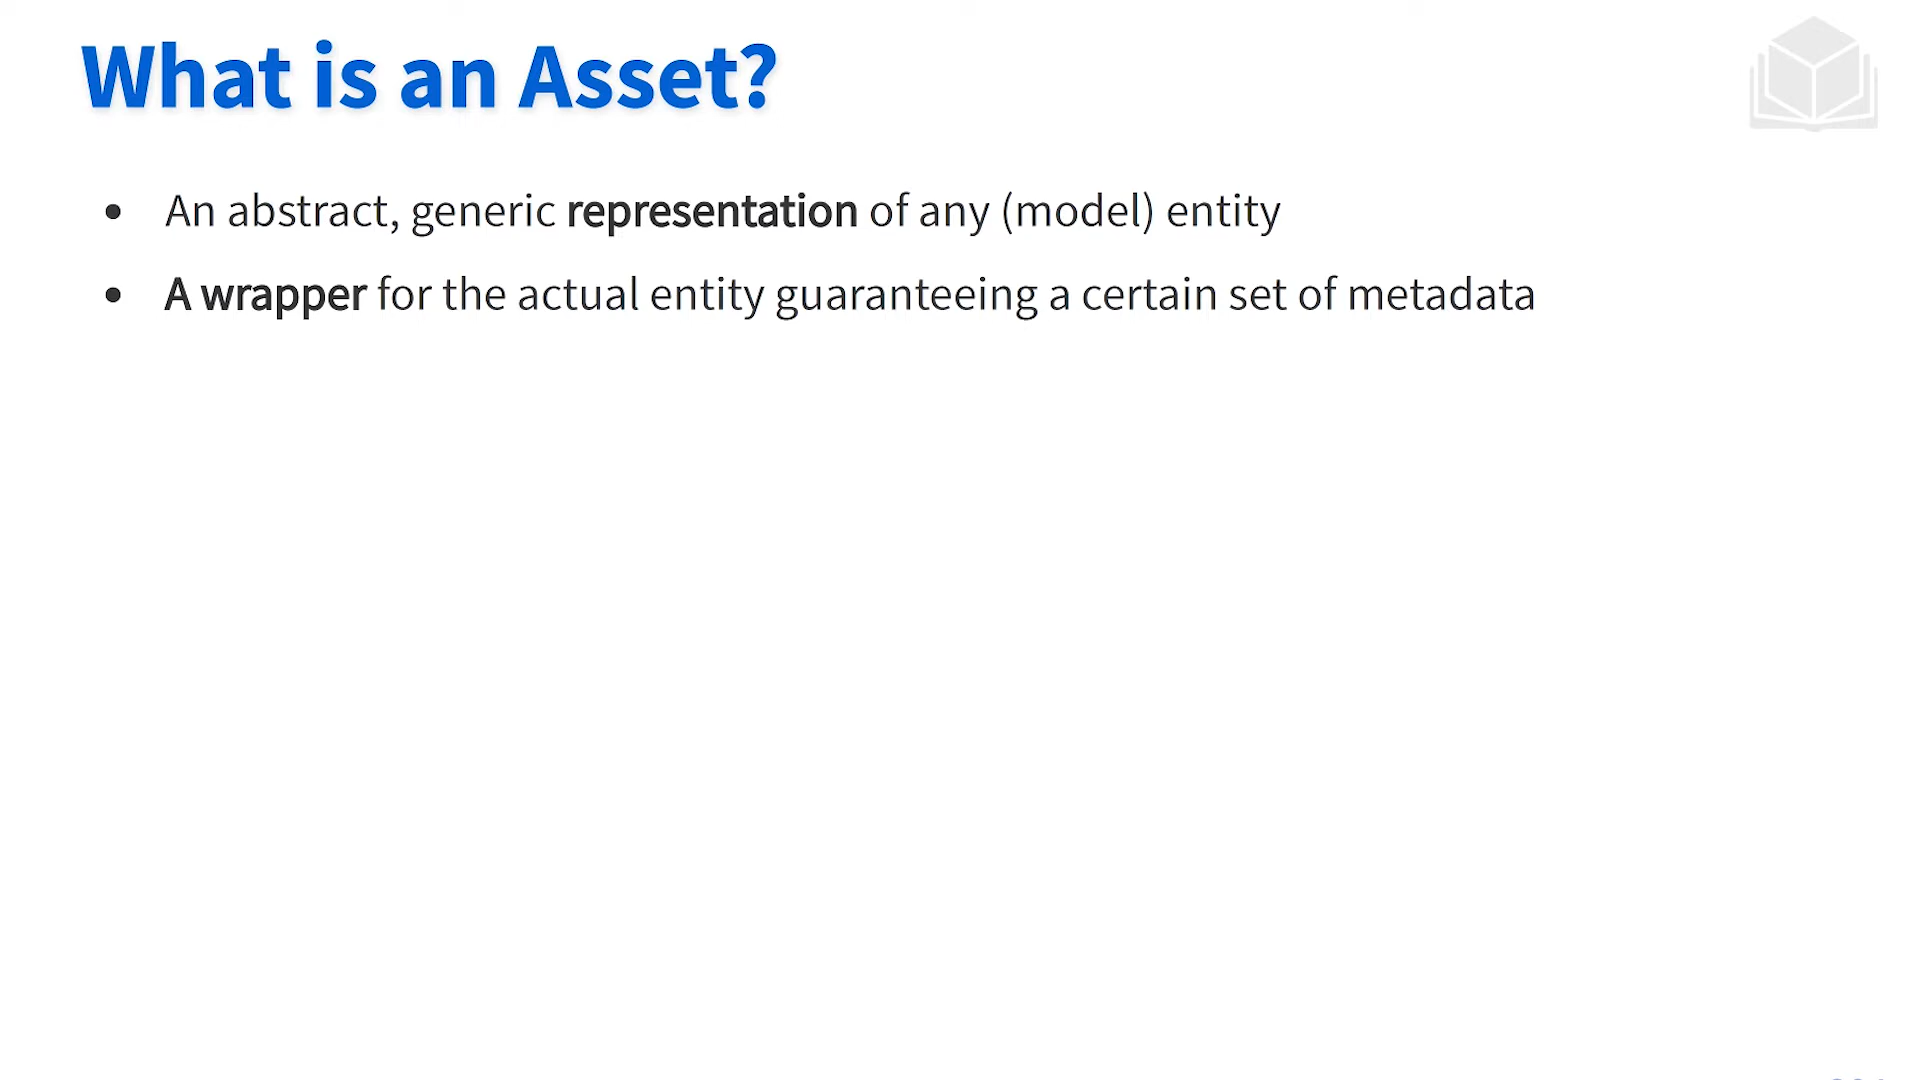 What is an Asset?
• An abstract, generic representation of any (model) entity
• A wrapper for the actual entity guaranteeing a certain set of metadata